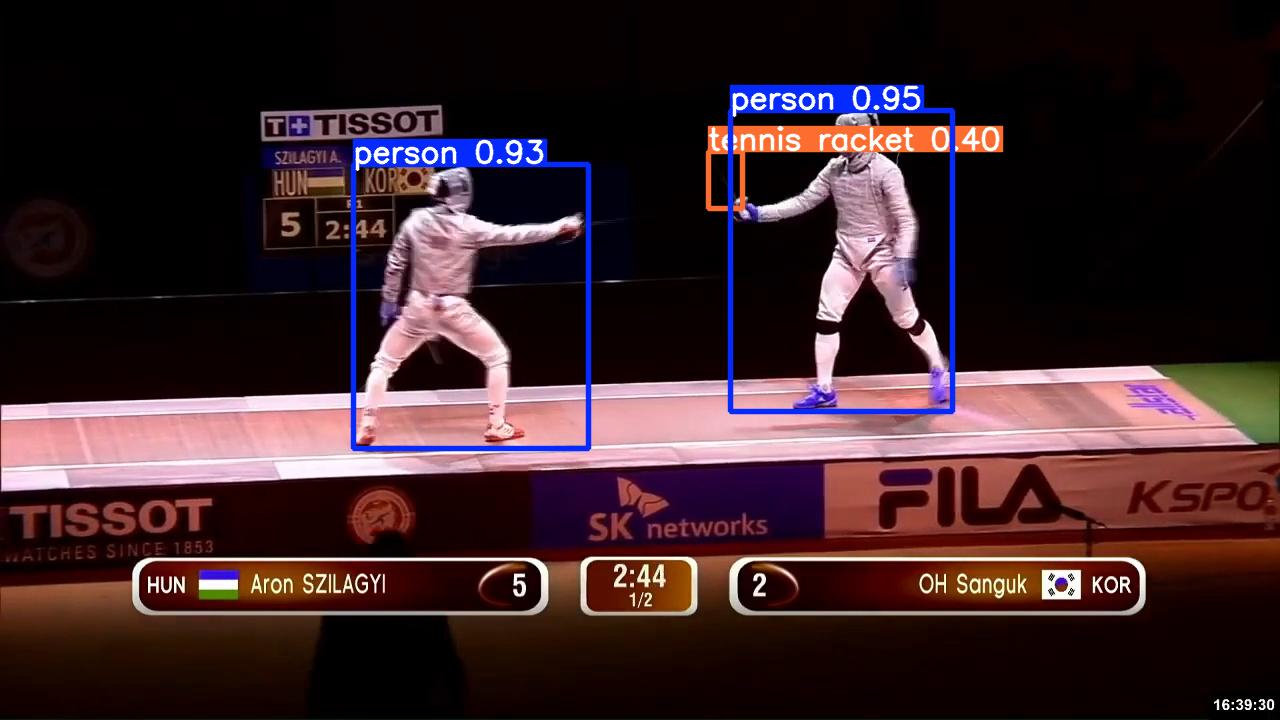 person 0.95
T+ TISSOT
tennis racket 0.40
person 0.93
SZILAGYI A.
HUN KOR
5 2:44
FILA
KSPO
TISSOT
WATCHES SINCE 1853
SK networks
HUN Aron SZILAGYI 5
2:44
1/2
2 OH Sanguk KOR
16:39:30